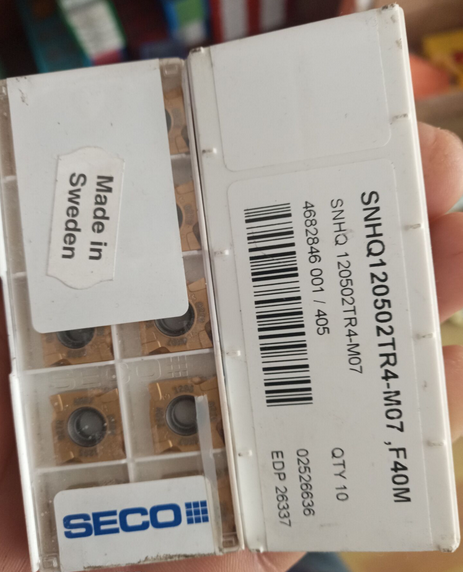 Made in
Sweden
SECO
SNHQ120502TR4-M07 ,F40M
SNHQ 120502TR4-M07
QTY 10
4682846 001 / 405
02526636
EDP 26337